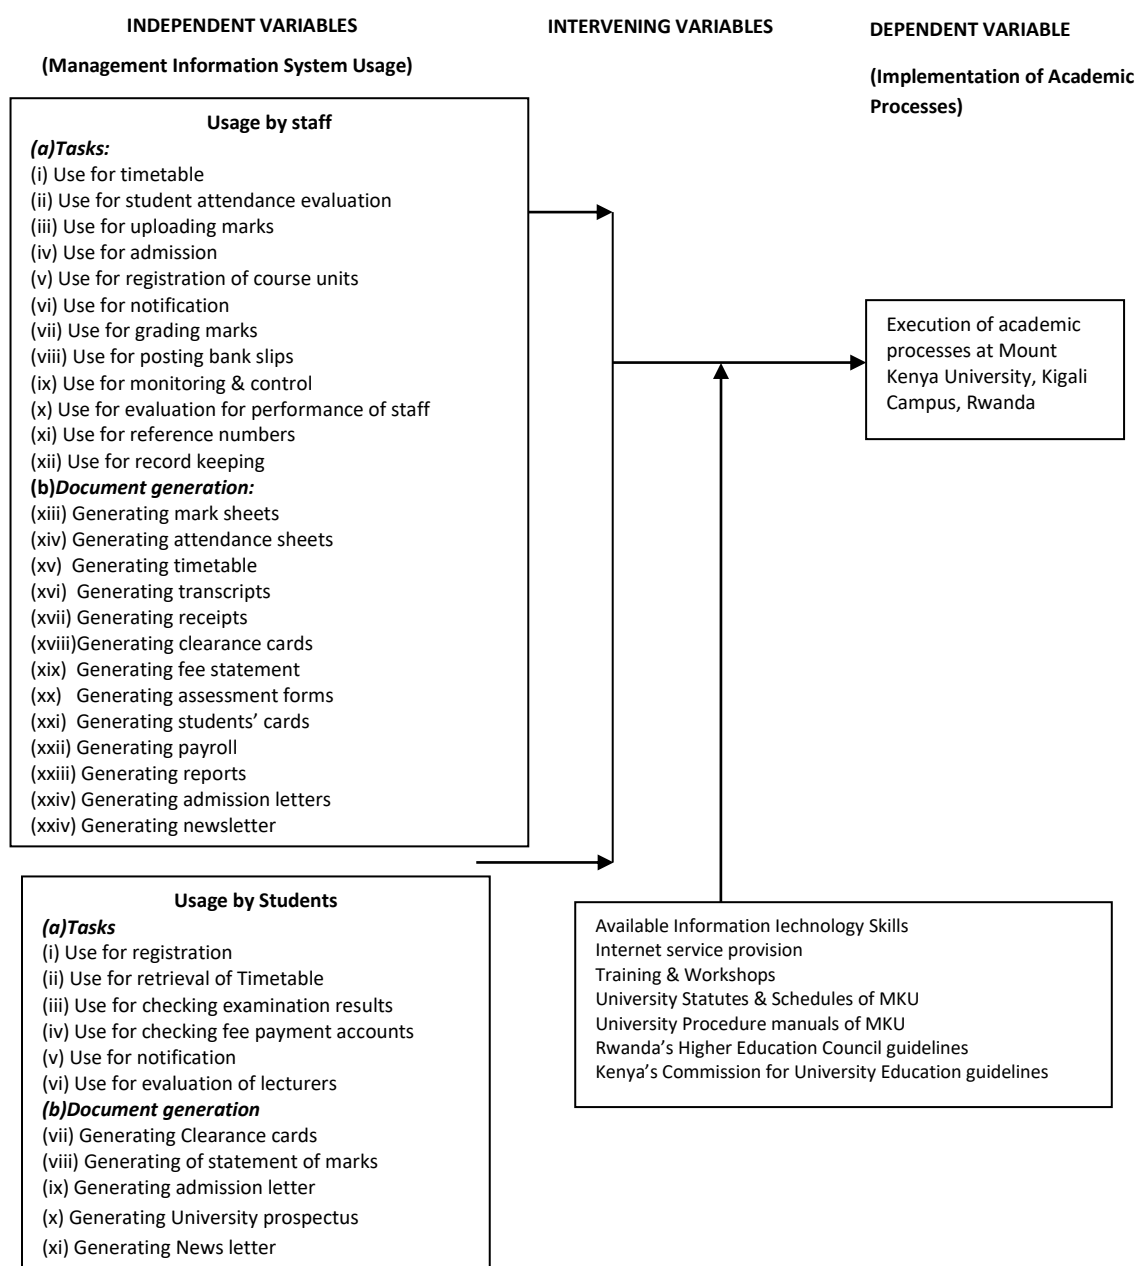 INDEPENDENT VARIABLES
(Management Information System Usage)
INTERVENING VARIABLES
DEPENDENT VARIABLE
(Implementation of Academic
Processes)
Usage by staff
(a)Tasks:
(i) Use for timetable
(ii) Use for student attendance evaluation
(iii) Use for uploading marks
(iv) Use for admission
(v) Use for registration of course units
(vi) Use for notification
(vii) Use for grading marks
(viii) Use for posting bank slips
(ix) Use for monitoring & control
(x) Use for evaluation for performance of staff
(xi) Use for reference numbers
(xii) Use for record keeping
(b)Document generation:
(xiii) Generating mark sheets
(xiv) Generating attendance sheets
(xv) Generating timetable
(xvi) Generating transcripts
(xvii) Generating receipts
(xviii)Generating clearance cards
(xix) Generating fee statement
(xx) Generating assessment forms
(xxi) Generating students’ cards
(xxii) Generating payroll
(xxiii) Generating reports
(xxiv) Generating admission letters
(xxiv) Generating newsletter
Execution of academic
processes at Mount
Kenya University, Kigali
Campus, Rwanda
Usage by Students
(a)Tasks
(i) Use for registration
(ii) Use for retrieval of Timetable
(iii) Use for checking examination results
(iv) Use for checking fee payment accounts
(v) Use for notification
(vi) Use for evaluation of lecturers
(b)Document generation
(vii) Generating Clearance cards
(viii) Generating of statement of marks
(ix) Generating admission letter
(x) Generating University prospectus
(xi) Generating News letter
Available Information Iechnology Skills
Internet service provision
Training & Workshops
University Statutes & Schedules of MKU
University Procedure manuals of MKU
Rwanda’s Higher Education Council guidelines
Kenya’s Commission for University Education guidelines